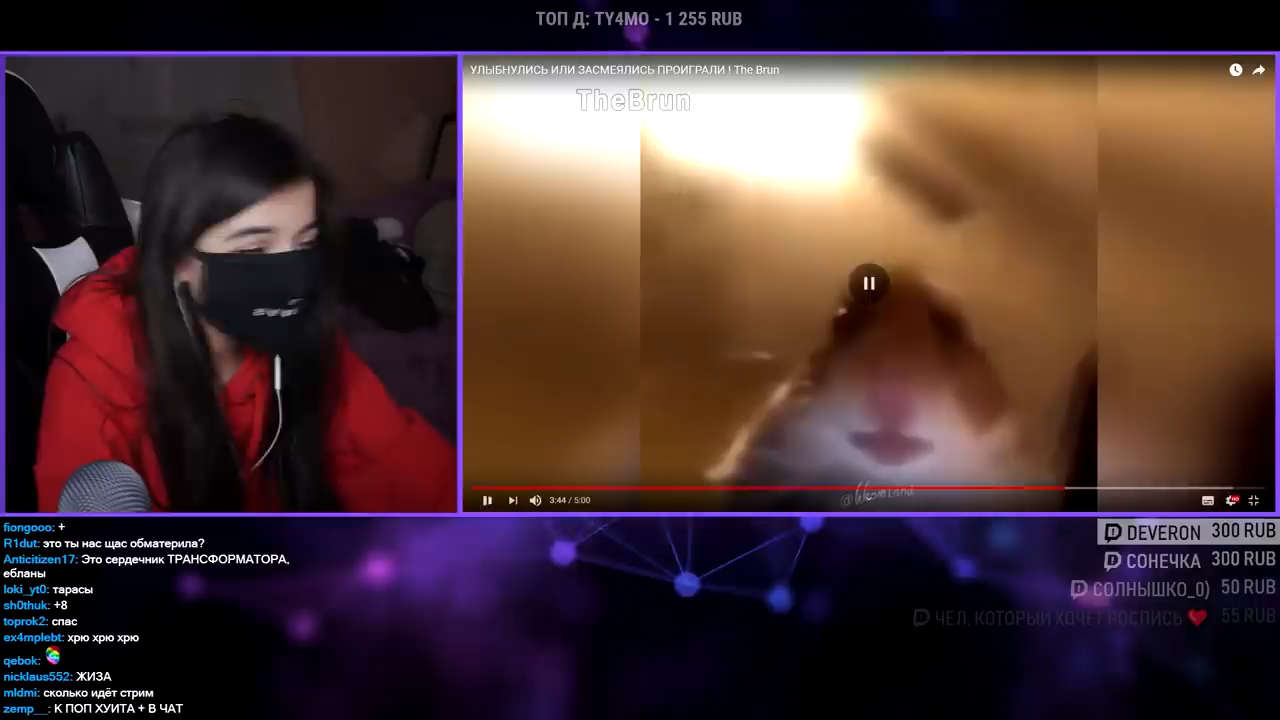 ТОП Д: TY4MO - 1 255 RUB
УЛЫБНУЛИСЬ ИЛИ ЗАСМЕЯЛИСЬ ПРОИГРАЛИ ! The Brun
TheBrun
3:44 / 5:00
HD
fiongooo: +
R1dut: это ты нас щас обматерила?
Anticitizen17: Это сердечник ТРАНСФОРМАТОРА,
ебланы
loki_yt0: тарасы
sh0thuk: +8
toprok2: спас
ex4mplebt: хрю хрю хрю
qebok:
nicklaus552: ЖИЗА
mldmi: сколько идёт стрим
zemp__: К ПОП ХУИТА + В ЧАТ
DEVERON 300 RUB
СОНЕЧКА 300 RUB
СОЛНЫШКО_0) 50 RUB
ЧЕЛ, КОТОРЫЙ ХОЧЕТ РОСПИСЬ ❤ 55 RUB